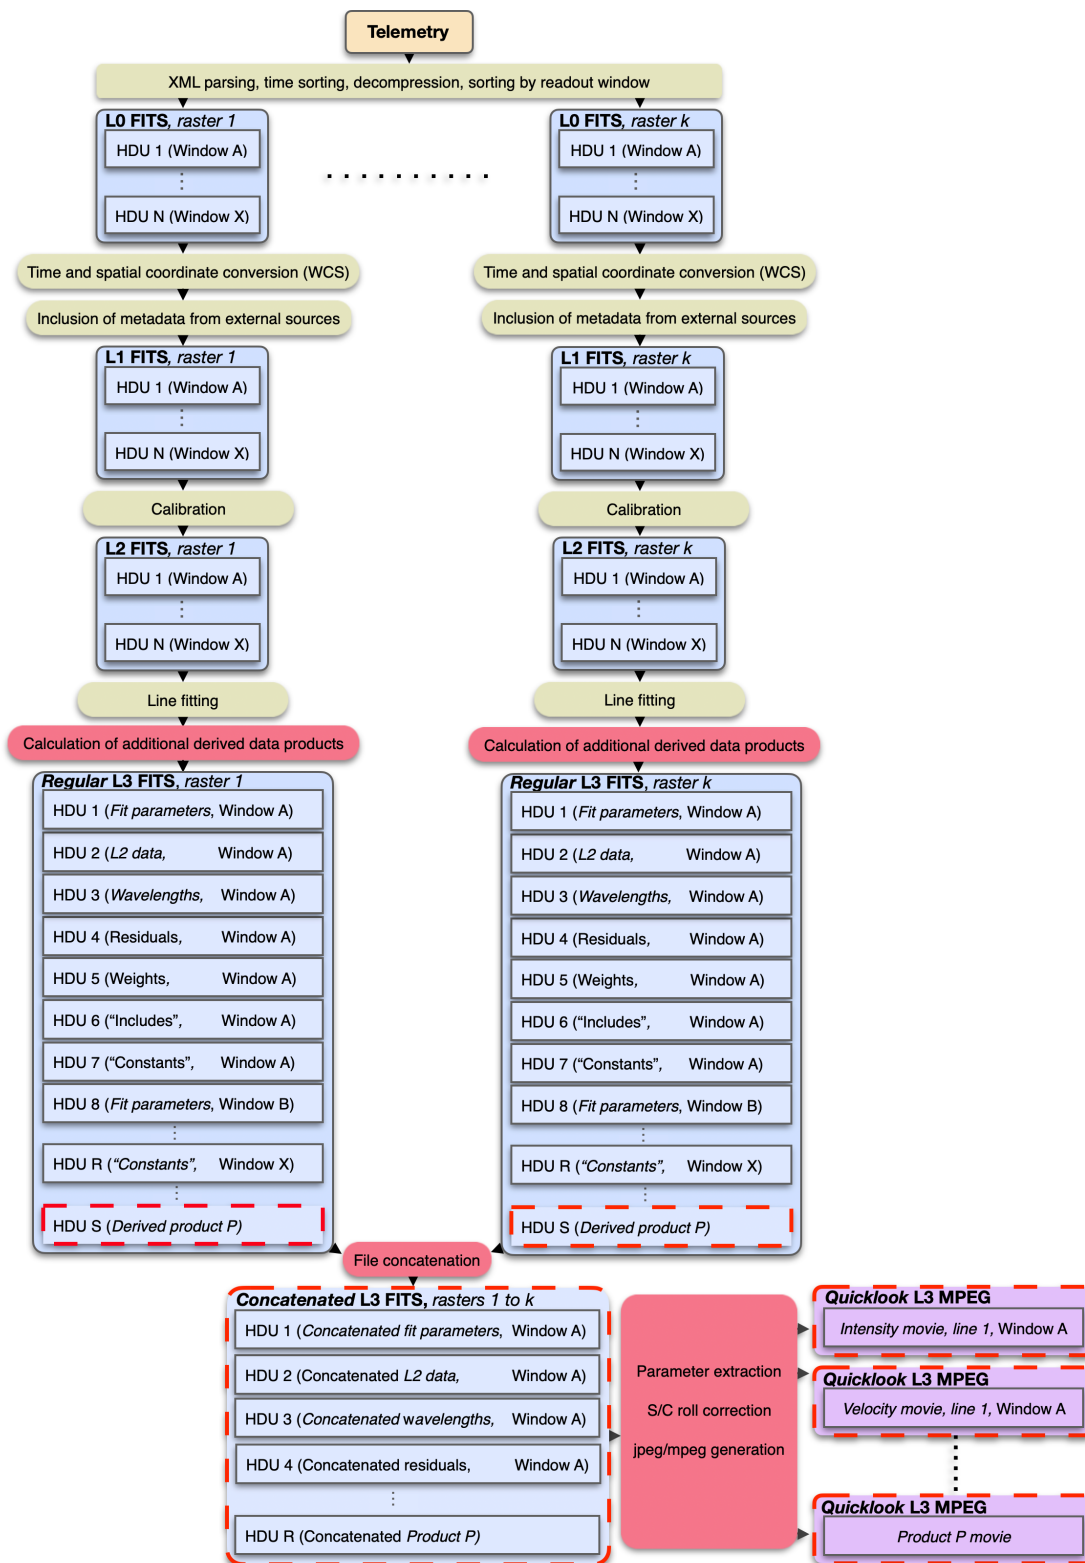 Telemetry
XML parsing, time sorting, decompression, sorting by readout window
L0 FITS, raster 1
HDU 1 (Window A)
HDU N (Window X)
L0 FITS, raster k
HDU 1 (Window A)
HDU N (Window X)
Time and spatial coordinate conversion (WCS)
Time and spatial coordinate conversion (WCS)
Inclusion of metadata from external sources
Inclusion of metadata from external sources
L1 FITS, raster 1
HDU 1 (Window A)
HDU N (Window X)
L1 FITS, raster k
HDU 1 (Window A)
HDU N (Window X)
Calibration
Calibration
L2 FITS, raster 1
HDU 1 (Window A)
HDU N (Window X)
L2 FITS, raster k
HDU 1 (Window A)
HDU N (Window X)
Line fitting
Line fitting
Calculation of additional derived data products
Calculation of additional derived data products
Regular L3 FITS, raster 1
HDU 1 (Fit parameters, Window A)
HDU 2 (L2 data, Window A)
HDU 3 (Wavelengths, Window A)
HDU 4 (Residuals, Window A)
HDU 5 (Weights, Window A)
HDU 6 (“Includes”, Window A)
HDU 7 (“Constants”, Window A)
HDU 8 (Fit parameters, Window B)
HDU R (“Constants”, Window X)
HDU S (Derived product P)
Regular L3 FITS, raster k
HDU 1 (Fit parameters, Window A)
HDU 2 (L2 data, Window A)
HDU 3 (Wavelengths, Window A)
HDU 4 (Residuals, Window A)
HDU 5 (Weights, Window A)
HDU 6 (“Includes”, Window A)
HDU 7 (“Constants”, Window A)
HDU 8 (Fit parameters, Window B)
HDU R (“Constants”, Window X)
HDU S (Derived product P)
File concatenation
Concatenated L3 FITS, rasters 1 to k
HDU 1 (Concatenated fit parameters, Window A)
HDU 2 (Concatenated L2 data, Window A)
HDU 3 (Concatenated wavelengths, Window A)
HDU 4 (Concatenated residuals, Window A)
HDU R (Concatenated Product P)
Parameter extraction
S/C roll correction
jpeg/mpeg generation
Quicklook L3 MPEG
Intensity movie, line 1, Window A
Quicklook L3 MPEG
Velocity movie, line 1, Window A
Quicklook L3 MPEG
Product P movie